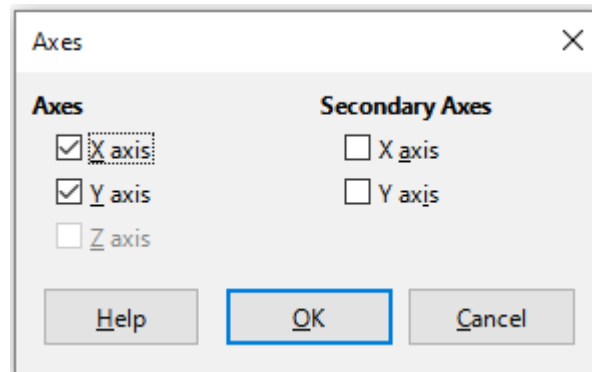 Axes
Axes
X axis
Y axis
Z axis
Secondary Axes
X axis
Y axis
Help
OK
Cancel